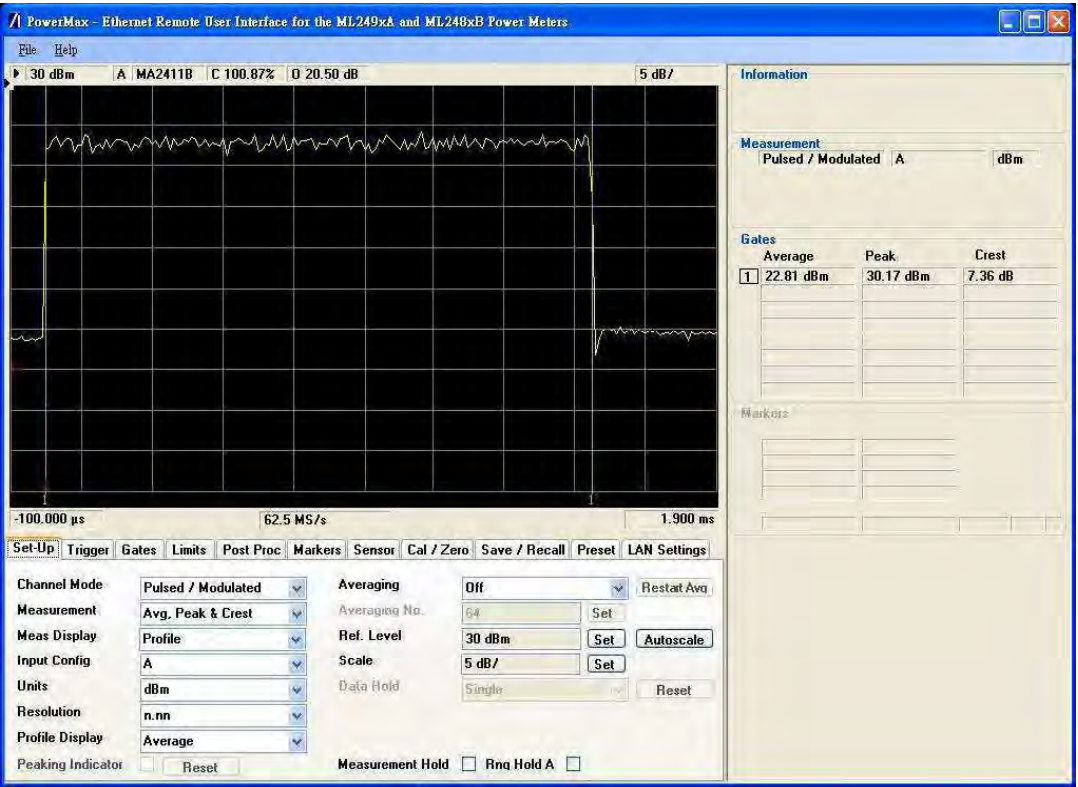 PowerMax - Ethernet Remote User Interface for the ML249xA and ML248xB Power Meters
File Help
30 dBm A MA2411B C 100.87% O 20.50 dB 5 dB/
1 1
-100.000 µs 62.5 MS/s 1.900 ms
Information
Measurement
Pulsed / Modulated A dBm
Gates
Average Peak Crest
1 22.81 dBm 30.17 dBm 7.36 dB
Markers
Set-Up Trigger Gates Limits Post Proc Markers Sensor Cal / Zero Save / Recall Preset LAN Settings
Channel Mode Pulsed / Modulated Averaging Off Restart Avg
Measurement Avg, Peak & Crest Averaging No. 64 Set
Meas Display Profile Ref. Level 30 dBm Set Autoscale
Input Config A Scale 5 dB/ Set
Units dBm Data Hold Single Reset
Resolution n.nn
Profile Display Average
Peaking Indicator Reset Measurement Hold Rng Hold A